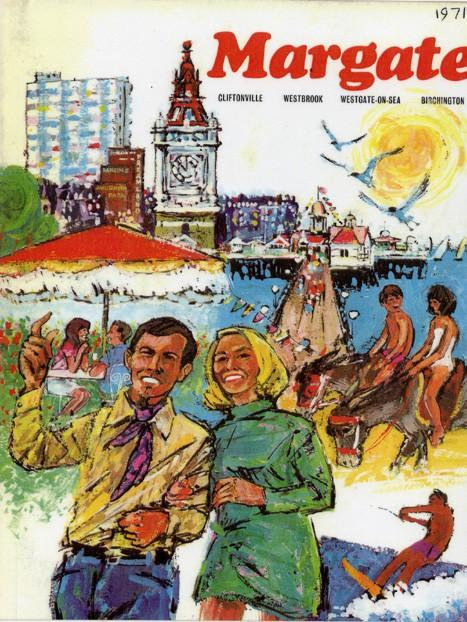 1971
Margate
CLIFTONVILLE WESTBROOK WESTGATE-ON-SEA BIRCHINGTON